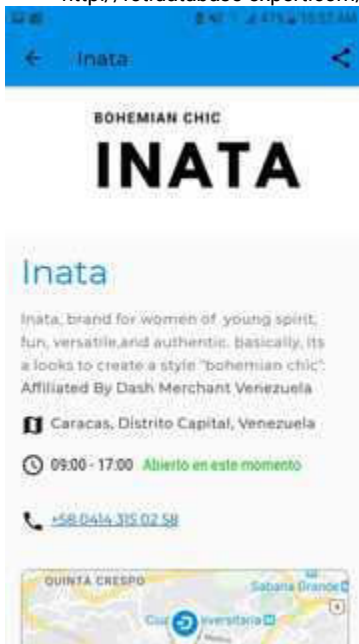 Inata
BOHEMIAN CHIC
INATA
Inata
Inata, brand for women of young spirit,
fun, versatile,and authentic. basically, its
a looks to create a style "bohemian chic".
Affiliated By Dash Merchant Venezuela
Caracas, Distrito Capital, Venezuela
09:00 - 17:00 Abierto en este momento
+58 0414 315 02 58
QUINTA CRESPO
Sabana Grande